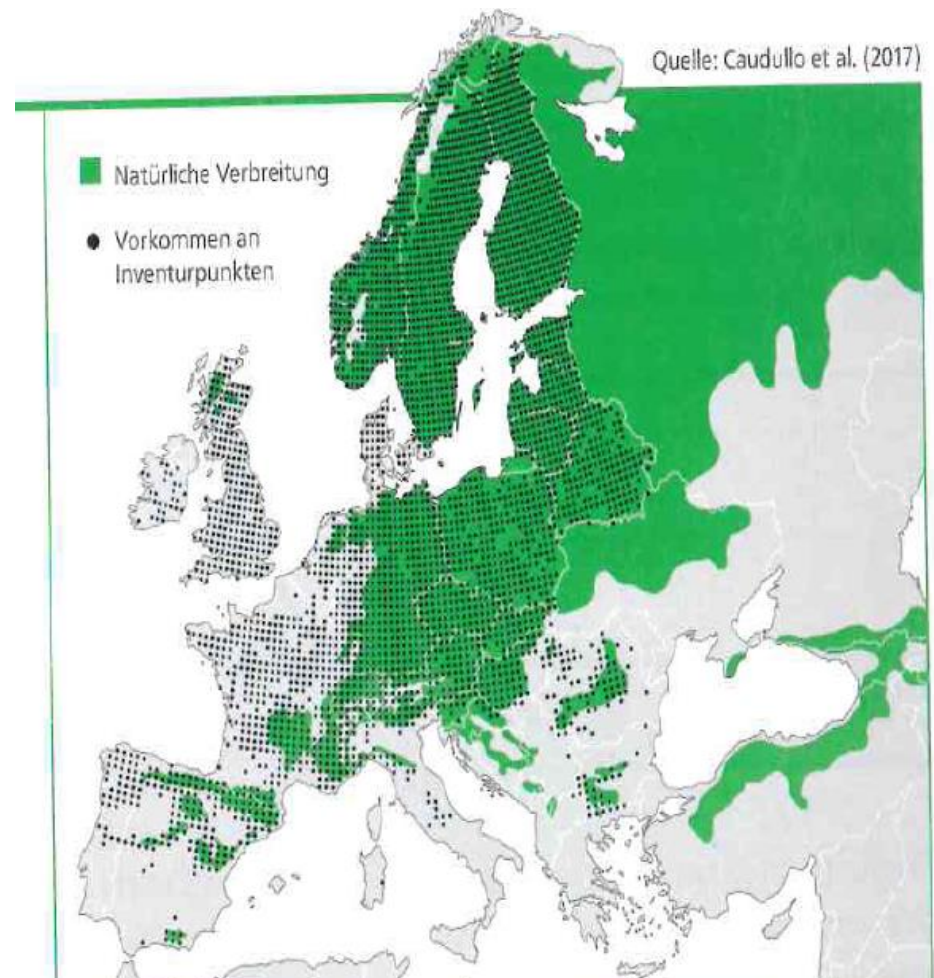 Quelle: Caudullo et al. (2017)
Natürliche Verbreitung
Vorkommen an
Inventurpunkten